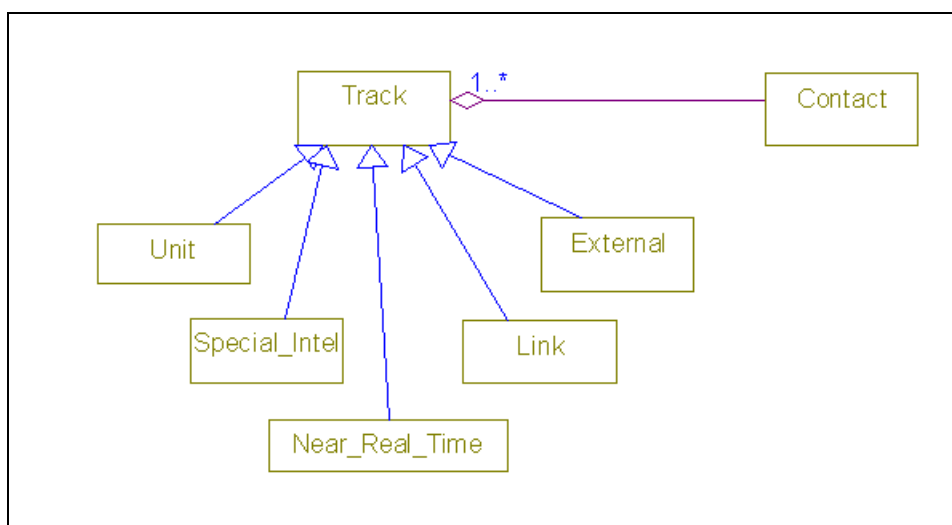 1..*
Track
Contact
Unit
External
Special_Intel
Link
Near_Real_Time